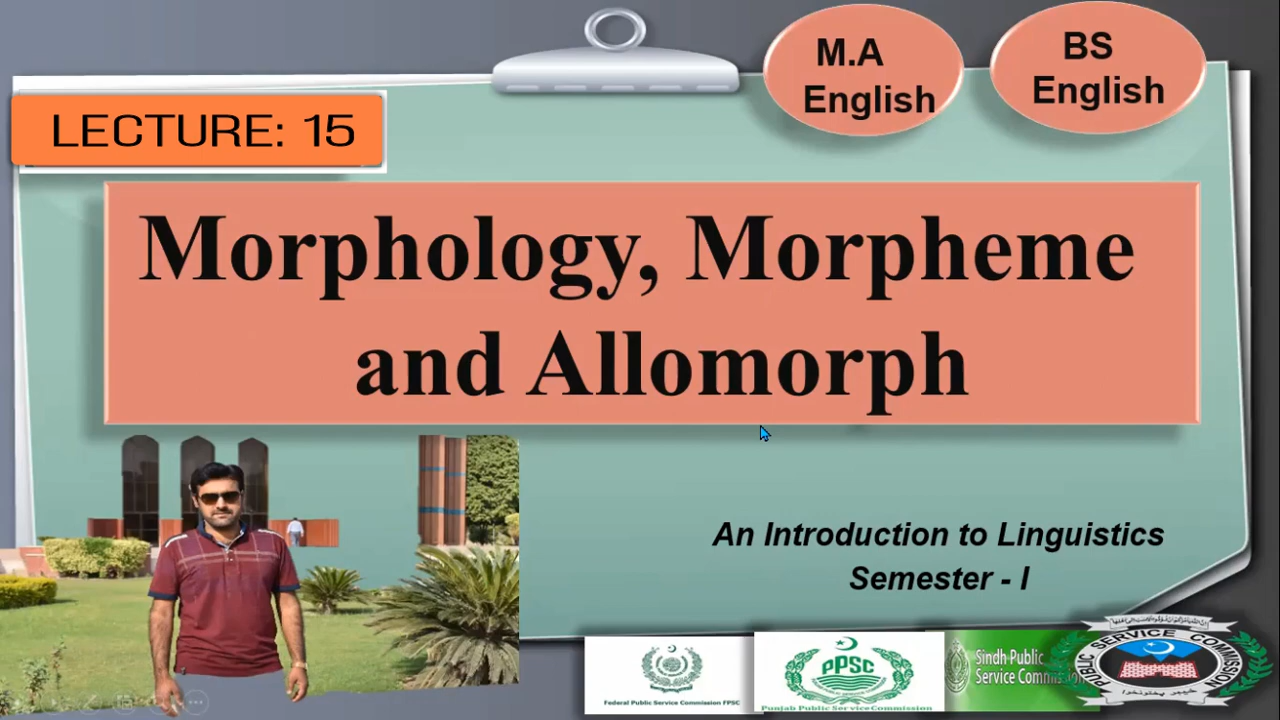 M.A
English
BS
English
LECTURE: 15
Morphology, Morpheme
and Allomorph
An Introduction to Linguistics
Semester - I
Federal Public Service Commission FPSC
PPSC
Punjab Public Service Commission
Sindh Public
Service Commission
PUBLIC SERVICE COMMISSION